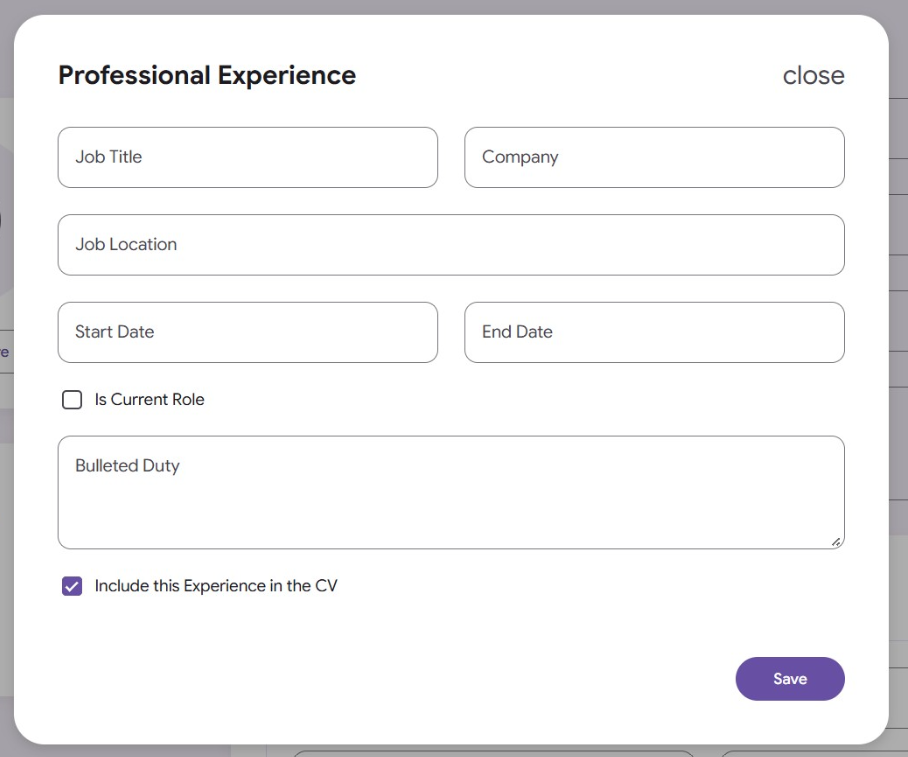 Professional Experience
close
Job Title
Company
Job Location
Start Date
End Date
Is Current Role
Bulleted Duty
Include this Experience in the CV
Save